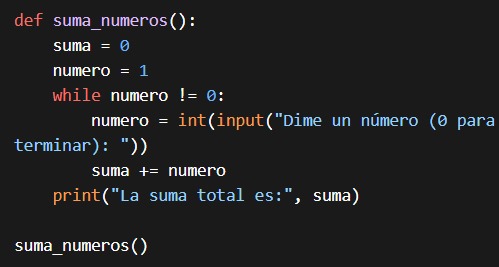 def suma_numeros():
    suma = 0
    numero = 1
    while numero != 0:
        numero = int(input("Dime un número (0 para
terminar): "))
        suma += numero
    print("La suma total es:", suma)

suma_numeros()